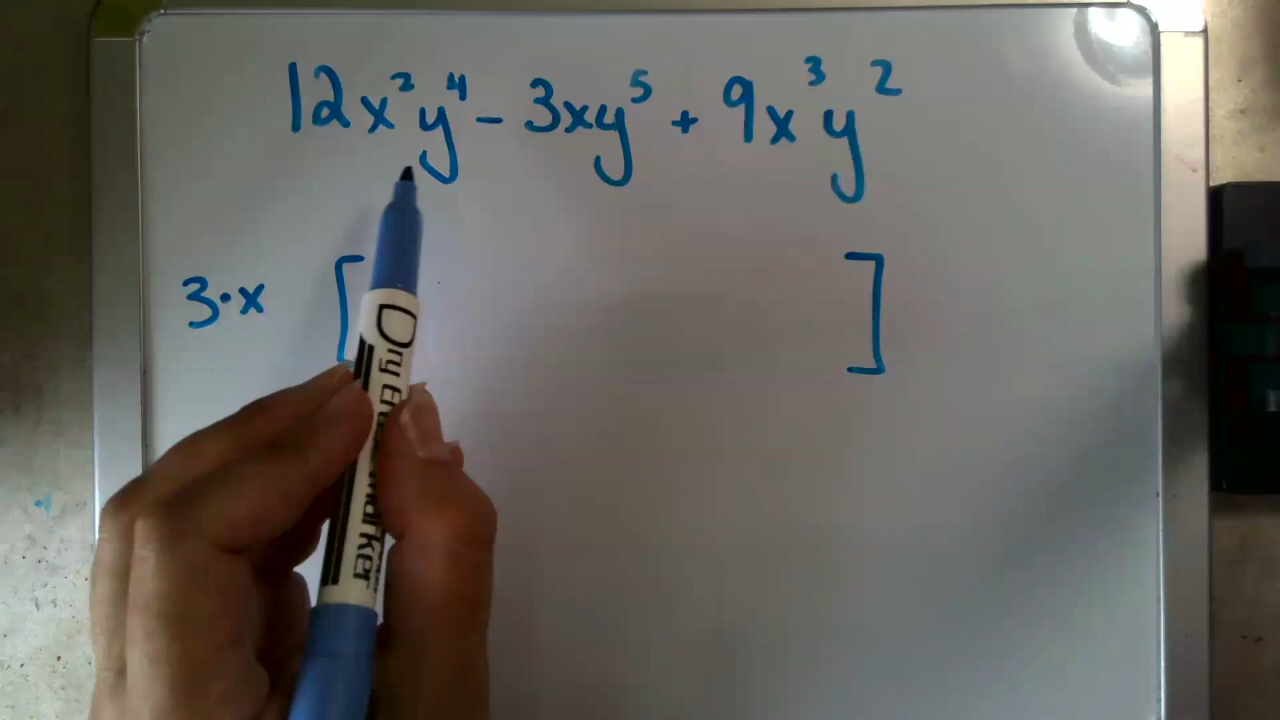 12x²y⁴ - 3xy⁵ + 9x³y²
3·x [ ]
Dry Erase Marker